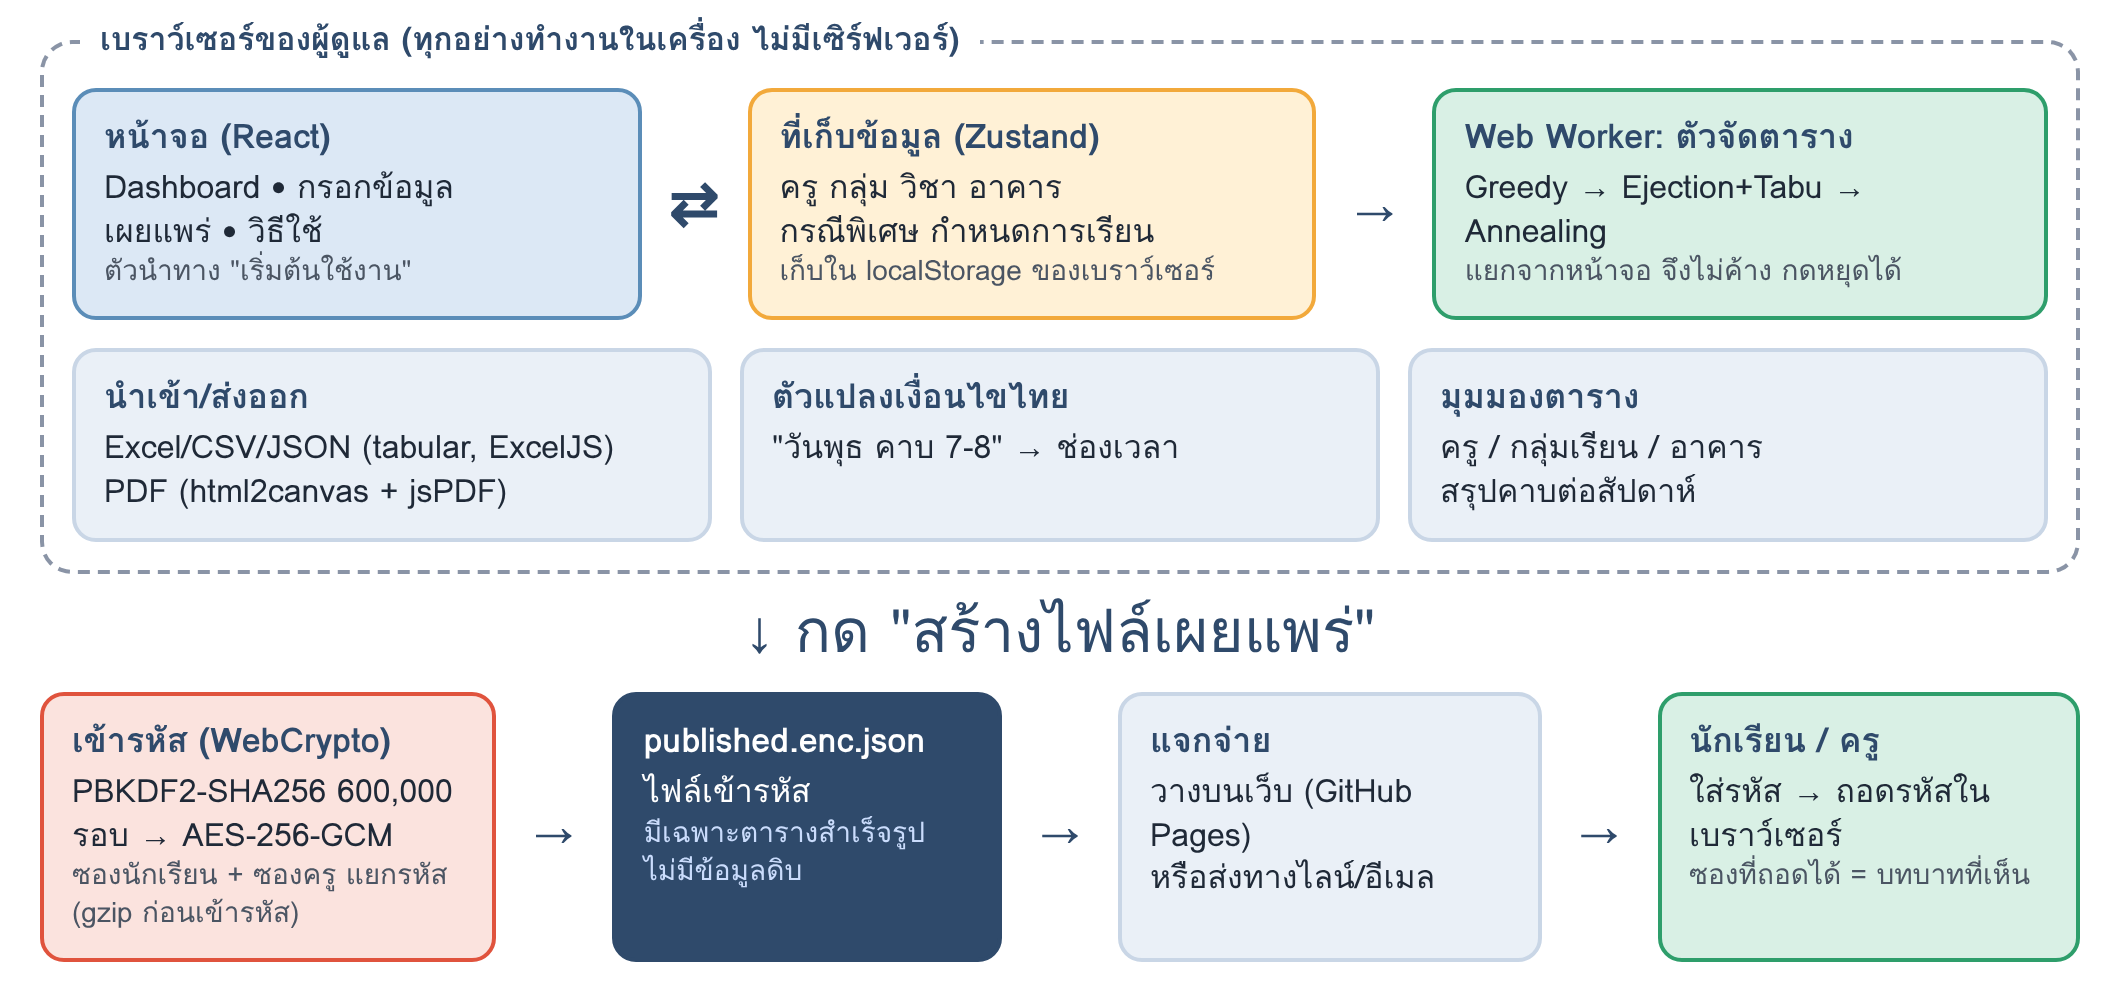 เบราว์เซอร์ของผู้ดูแล (ทุกอย่างทำงานในเครื่อง ไม่มีเซิร์ฟเวอร์)
หน้าจอ (React)
Dashboard • กรอกข้อมูล
เผยแพร่ • วิธีใช้
ตัวนำทาง "เริ่มต้นใช้งาน"
⇄
ที่เก็บข้อมูล (Zustand)
ครู กลุ่ม วิชา อาคาร
กรณีพิเศษ กำหนดการเรียน
เก็บใน localStorage ของเบราว์เซอร์
→
Web Worker: ตัวจัดตาราง
Greedy → Ejection+Tabu →
Annealing
แยกจากหน้าจอ จึงไม่ค้าง กดหยุดได้
นำเข้า/ส่งออก
Excel/CSV/JSON (tabular, ExcelJS)
PDF (html2canvas + jsPDF)
ตัวแปลงเงื่อนไขไทย
"วันพุธ คาบ 7-8" → ช่องเวลา
มุมมองตาราง
ครู / กลุ่มเรียน / อาคาร
สรุปคาบต่อสัปดาห์
↓ กด "สร้างไฟล์เผยแพร่"
เข้ารหัส (WebCrypto)
PBKDF2-SHA256 600,000
รอบ → AES-256-GCM
ซองนักเรียน + ซองครู แยกรหัส
(gzip ก่อนเข้ารหัส)
→
published.enc.json
ไฟล์เข้ารหัส
มีเฉพาะตารางสำเร็จรูป
ไม่มีข้อมูลดิบ
→
แจกจ่าย
วางบนเว็บ (GitHub
Pages)
หรือส่งทางไลน์/อีเมล
→
นักเรียน / ครู
ใส่รหัส → ถอดรหัสใน
เบราว์เซอร์
ซองที่ถอดได้ = บทบาทที่เห็น